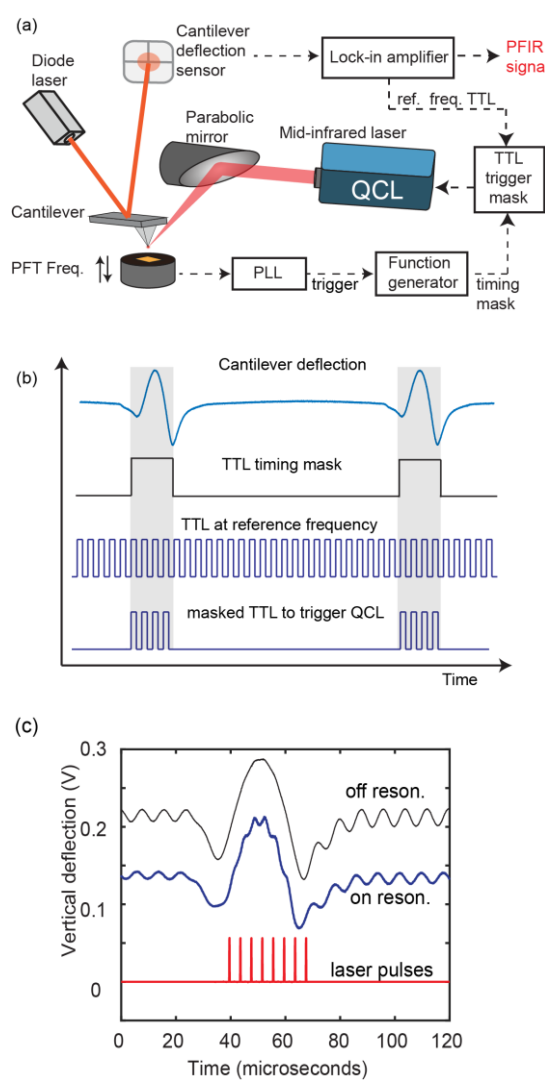 (a)
Diode
laser
Cantilever
deflection
sensor
Lock-in amplifier
PFIR
signa
ref. freq. TTL
Parabolic
mirror
Mid-infrared laser
QCL
TTL
trigger
mask
Cantilever
PFT Freq.
PLL
trigger
Function
generator
timing
mask
(b)
Cantilever deflection
TTL timing mask
TTL at reference frequency
masked TTL to trigger QCL
Time
(c)
Vertical deflection (V)
0.3
0.2
0.1
0
off reson.
on reson.
laser pulses
0 20 40 60 80 100 120
Time (microseconds)